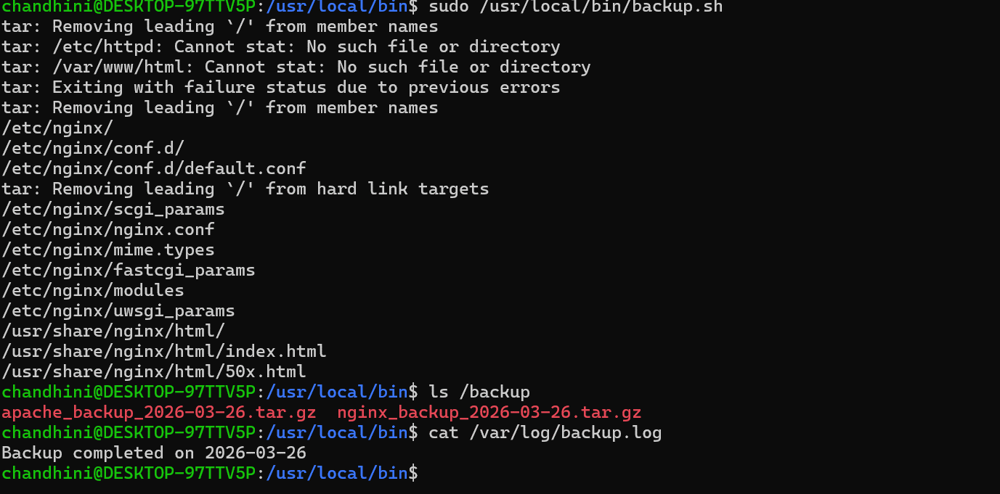 chandhini@DESKTOP-97TTV5P:/usr/local/bin$ sudo /usr/local/bin/backup.sh
tar: Removing leading `/' from member names
tar: /etc/httpd: Cannot stat: No such file or directory
tar: /var/www/html: Cannot stat: No such file or directory
tar: Exiting with failure status due to previous errors
tar: Removing leading `/' from member names
/etc/nginx/
/etc/nginx/conf.d/
/etc/nginx/conf.d/default.conf
tar: Removing leading `/' from hard link targets
/etc/nginx/scgi_params
/etc/nginx/nginx.conf
/etc/nginx/mime.types
/etc/nginx/fastcgi_params
/etc/nginx/modules
/etc/nginx/uwsgi_params
/usr/share/nginx/html/
/usr/share/nginx/html/index.html
/usr/share/nginx/html/50x.html
chandhini@DESKTOP-97TTV5P:/usr/local/bin$ ls /backup
apache_backup_2026-03-26.tar.gz  nginx_backup_2026-03-26.tar.gz
chandhini@DESKTOP-97TTV5P:/usr/local/bin$ cat /var/log/backup.log
Backup completed on 2026-03-26
chandhini@DESKTOP-97TTV5P:/usr/local/bin$